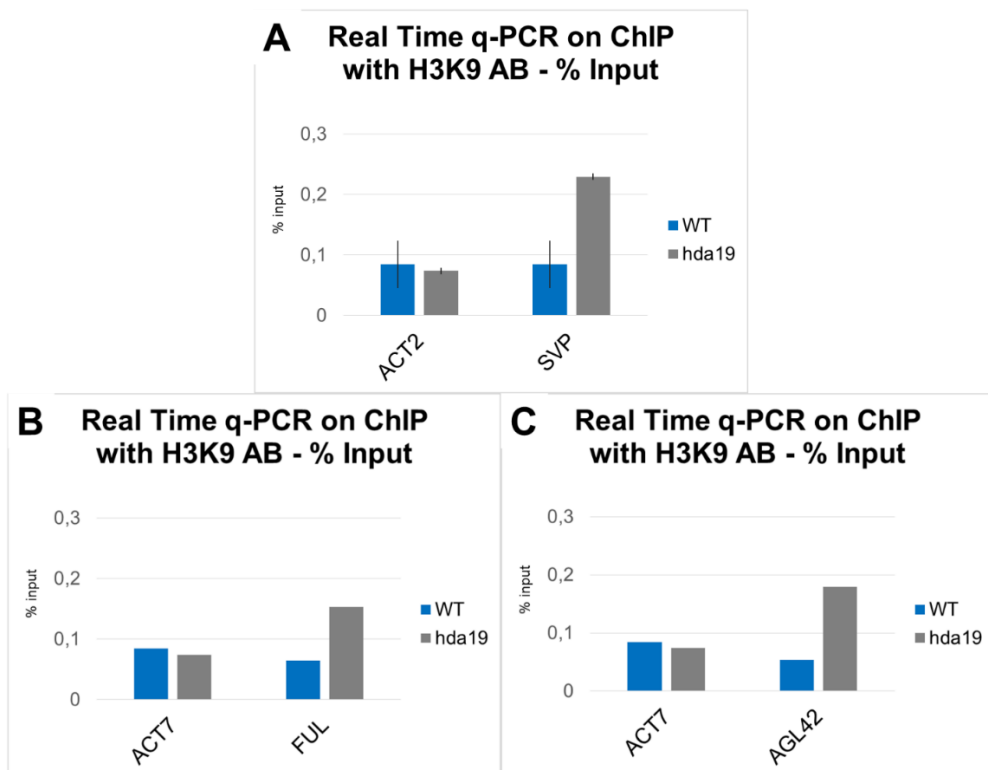 A Real Time q-PCR on ChIP
with H3K9 AB - % Input
0,3
0,2
0,1
0
% input
ACT2
SVP
WT
hda19
B Real Time q-PCR on ChIP
with H3K9 AB - % Input
0,3
0,2
0,1
0
% input
ACT7
FUL
WT
hda19
C Real Time q-PCR on ChIP
with H3K9 AB - % Input
0,3
0,2
0,1
0
% input
ACT7
AGL42
WT
hda19